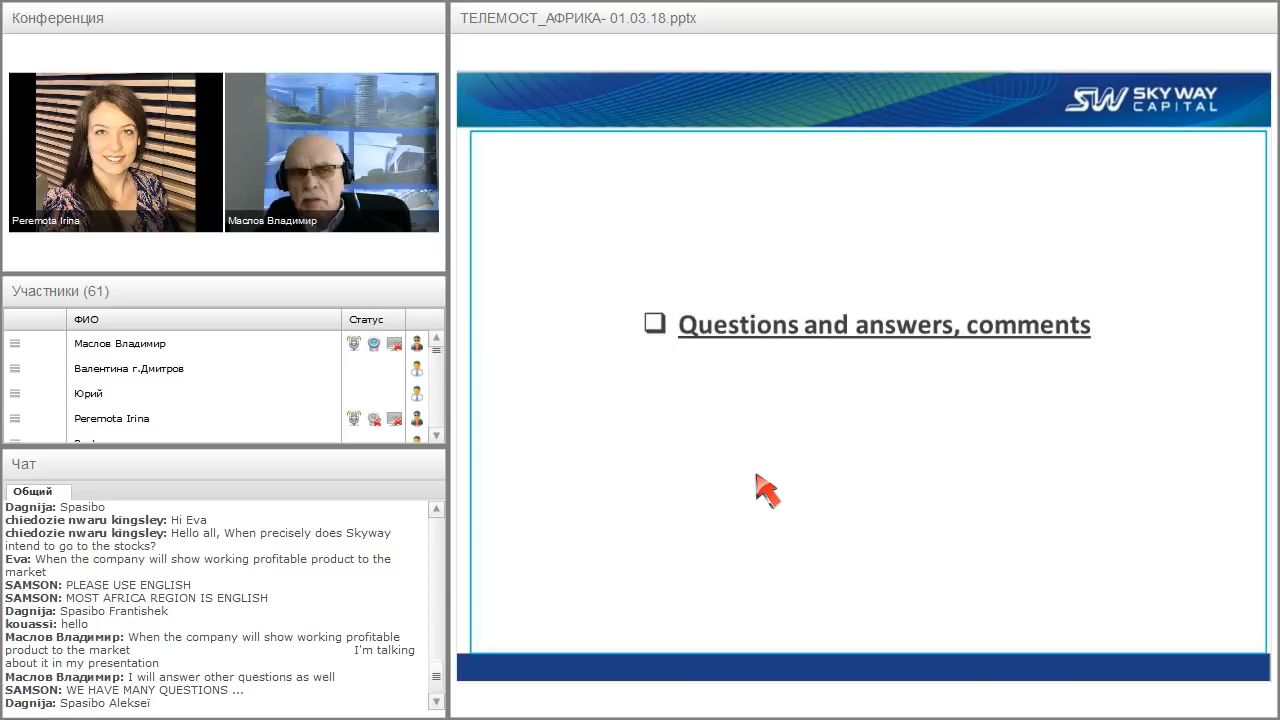 Конференция
Peremota Irina
Маслов Владимир
Участники (61)
ФИО
Статус
Маслов Владимир
Валентина г.Дмитров
Юрий
Peremota Irina
Чат
Общий
Dagnija: Spasibo
chiedozie nwaru kingsley: Hi Eva
chiedozie nwaru kingsley: Hello all, When precisely does Skyway
intend to go to the stocks?
Eva: When the company will show working profitable product to the
market
SAMSON: PLEASE USE ENGLISH
SAMSON: MOST AFRICA REGION IS ENGLISH
Dagnija: Spasibo Frantishek
kouassi: hello
Маслов Владимир: When the company will show working profitable
product to the market I'm talking
about it in my presentation
Маслов Владимир: I will answer other questions as well
SAMSON: WE HAVE MANY QUESTIONS ...
Dagnija: Spasibo Alekseï
ТЕЛЕМОСТ_АФРИКА- 01.03.18.pptx
SW SKY WAY
CAPITAL
Questions and answers, comments